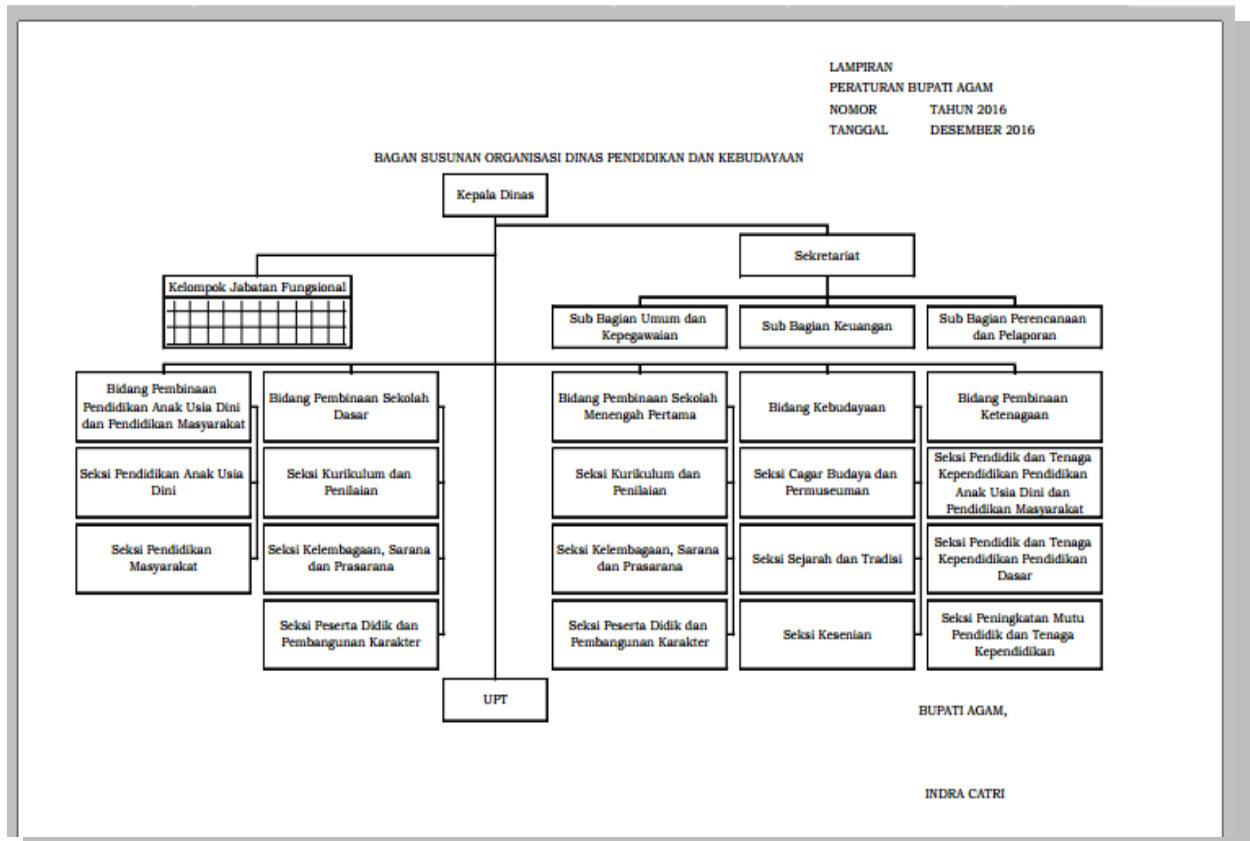 LAMPIRAN
PERATURAN BUPATI AGAM
NOMOR TAHUN 2016
TANGGAL DESEMBER 2016
BAGAN SUSUNAN ORGANISASI DINAS PENDIDIKAN DAN KEBUDAYAAN
Kepala Dinas
Sekretariat
Kelompok Jabatan Fungsional
Sub Bagian Umum dan
Kepegawaian
Sub Bagian Keuangan
Sub Bagian Perencanaan
dan Pelaporan
Bidang Pembinaan
Pendidikan Anak Usia Dini
dan Pendidikan Masyarakat
Bidang Pembinaan Sekolah
Dasar
Bidang Pembinaan Sekolah
Menengah Pertama
Bidang Kebudayaan
Bidang Pembinaan
Ketenagaan
Seksi Pendidikan Anak Usia
Dini
Seksi Kurikulum dan
Penilaian
Seksi Kurikulum dan
Penilaian
Seksi Cagar Budaya dan
Permuseuman
Seksi Pendidik dan Tenaga
Kependidikan Pendidikan
Anak Usia Dini dan
Pendidikan Masyarakat
Seksi Pendidikan
Masyarakat
Seksi Kelembagaan, Sarana
dan Prasarana
Seksi Kelembagaan, Sarana
dan Prasarana
Seksi Sejarah dan Tradisi
Seksi Pendidik dan Tenaga
Kependidikan Pendidikan
Dasar
Seksi Peserta Didik dan
Pembangunan Karakter
Seksi Peserta Didik dan
Pembangunan Karakter
Seksi Kesenian
Seksi Peningkatan Mutu
Pendidik dan Tenaga
Kependidikan
UPT
BUPATI AGAM,
INDRA CATRI